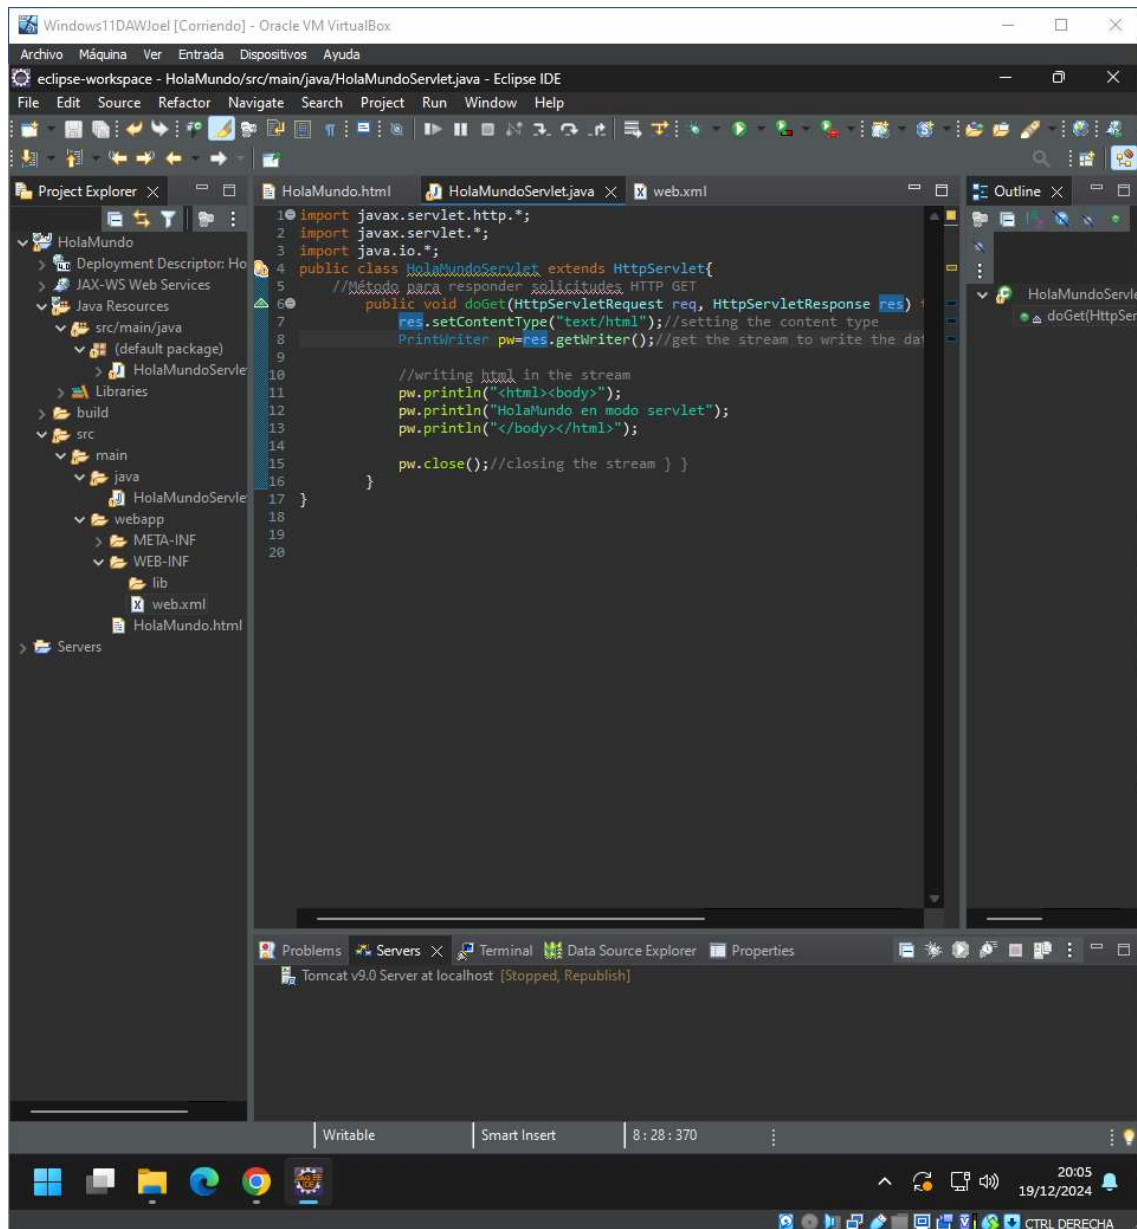 Windows11DAWJoel [Corriendo] - Oracle VM VirtualBox
Archivo Máquina Ver Entrada Dispositivos Ayuda
eclipse-workspace - HolaMundo/src/main/java/HolaMundoServlet.java - Eclipse IDE
File Edit Source Refactor Navigate Search Project Run Window Help
Project Explorer
HolaMundo
Deployment Descriptor: Ho
JAX-WS Web Services
Java Resources
src/main/java
(default package)
HolaMundoServle
Libraries
build
src
main
java
HolaMundoServle
webapp
META-INF
WEB-INF
lib
web.xml
HolaMundo.html
Servers
HolaMundo.html HolaMundoServlet.java web.xml
1 import javax.servlet.http.*;
2 import javax.servlet.*;
3 import java.io.*;
4 public class HolaMundoServlet extends HttpServlet{
5 //Método para responder solicitudes HTTP GET
6 public void doGet(HttpServletRequest req, HttpServletResponse res)
7 res.setContentType("text/html");//setting the content type
8 PrintWriter pw=res.getWriter();//get the stream to write the dat
9
10 //writing html in the stream
11 pw.println("<html><body>");
12 pw.println("HolaMundo en modo servlet");
13 pw.println("</body></html>");
14
15 pw.close();//closing the stream } }
16 }
17 }
18
19
20
Outline
HolaMundoServle
doGet(HttpSer
Problems Servers Terminal Data Source Explorer Properties
Tomcat v9.0 Server at localhost [Stopped, Republish]
Writable Smart Insert 8 : 28 : 370
20:05
19/12/2024
CTRL DERECHA